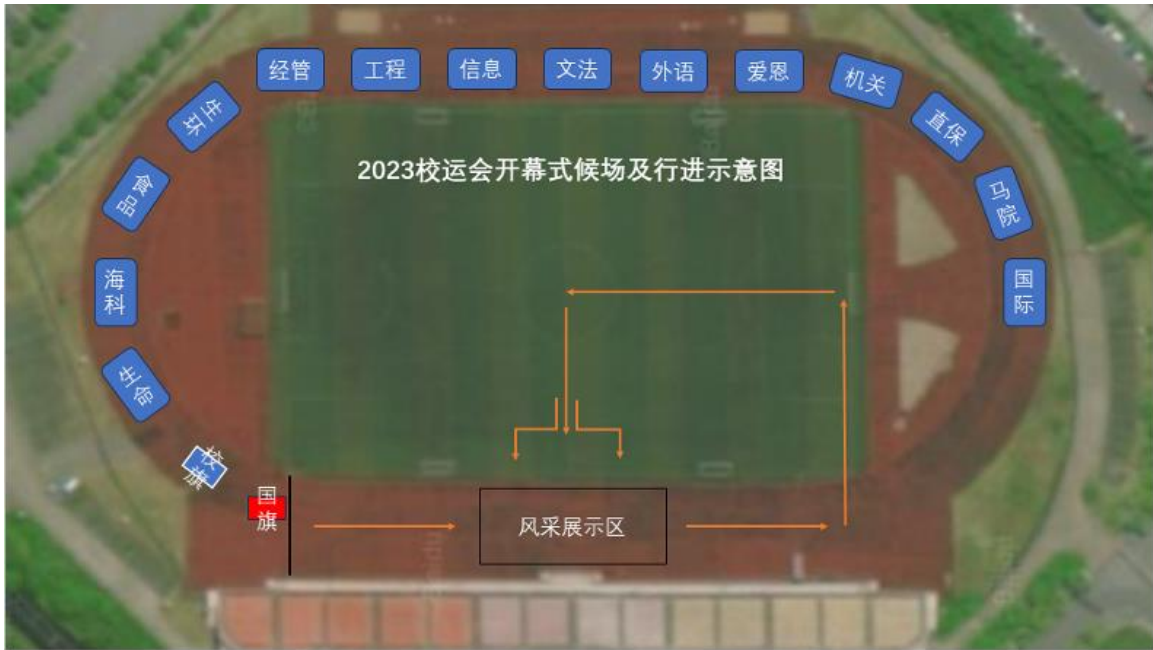 经管
工程
信息
文法
外语
爱恩
机关
直保
马院
国际
生环
食品
海科
生命
校旗
国旗
2023校运会开幕式候场及行进示意图
风采展示区